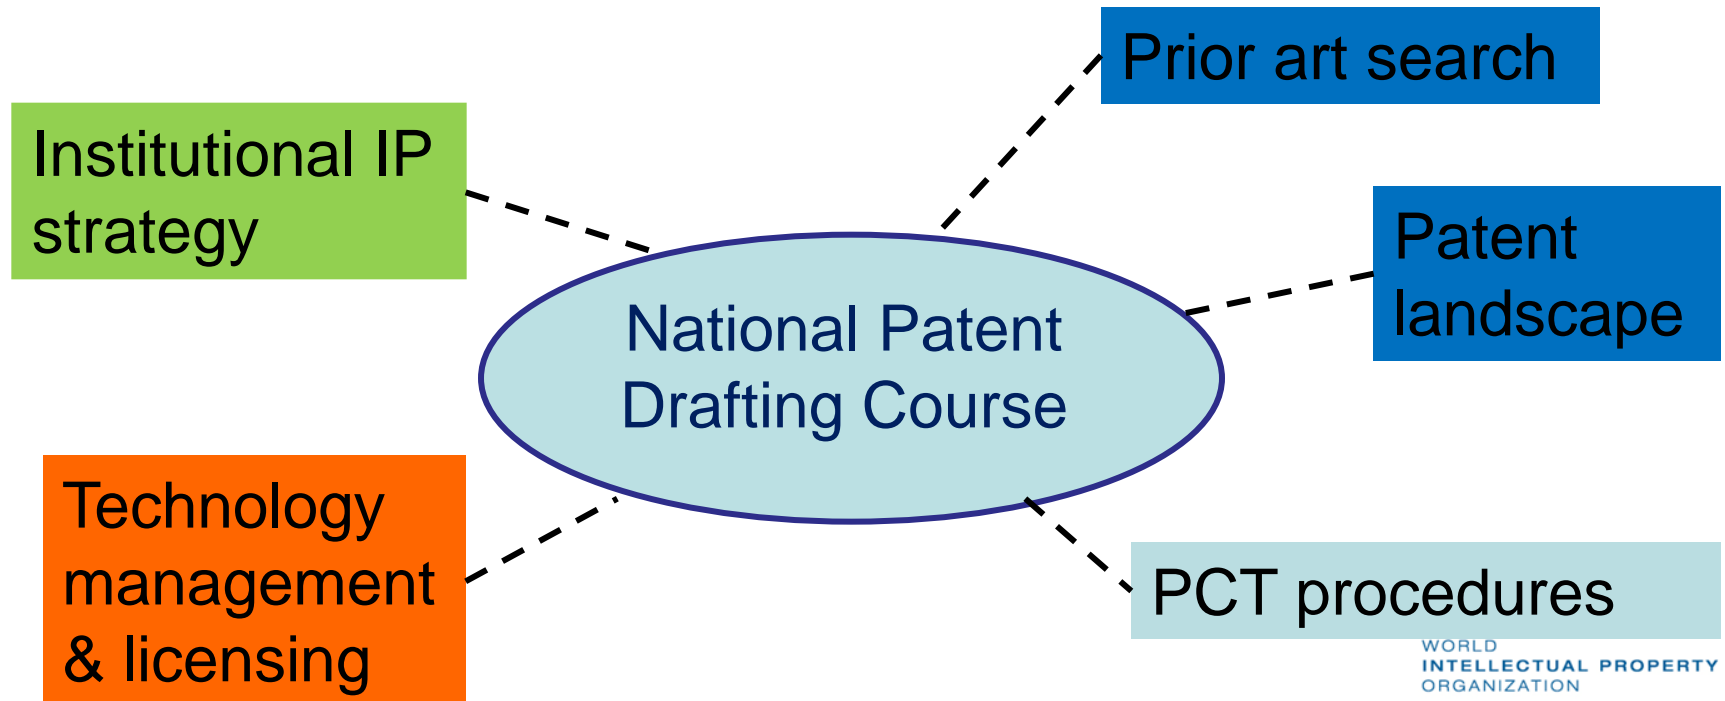 Prior art search
Institutional IP
strategy
Patent
landscape
National Patent
Drafting Course
Technology
management
& licensing
PCT procedures
WORLD
INTELLECTUAL PROPERTY
ORGANIZATION